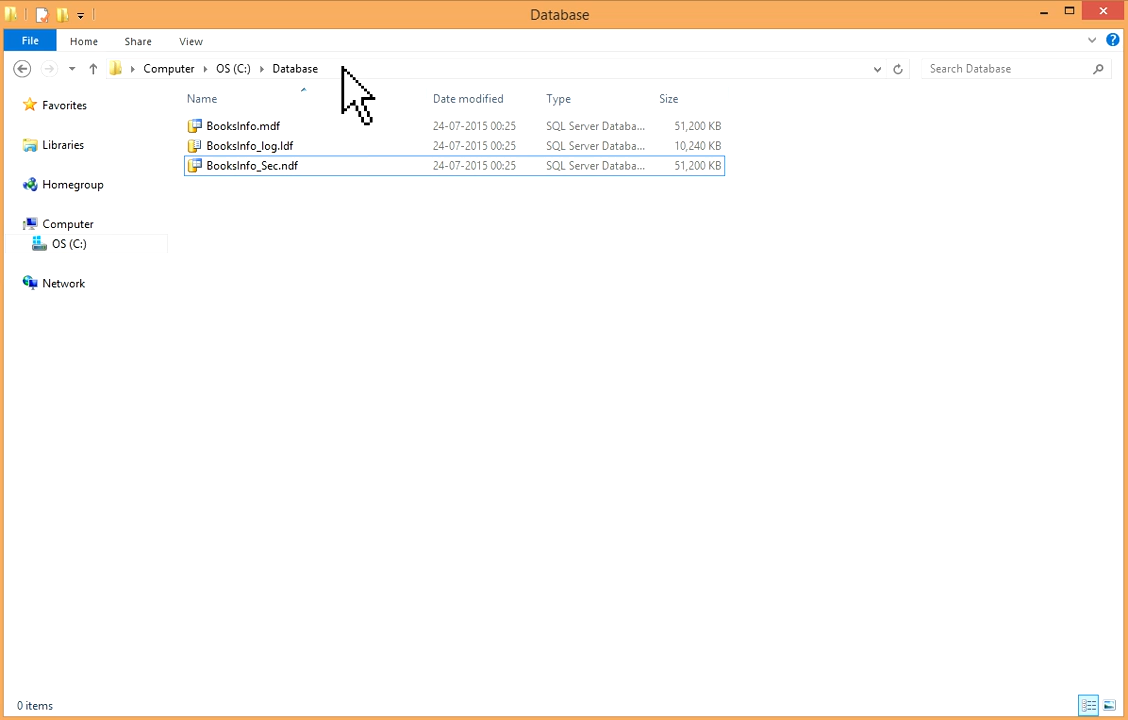 Database
File Home Share View
Computer OS (C:) Database Search Database
Name Date modified Type Size
Favorites
BooksInfo.mdf 24-07-2015 00:25 SQL Server Databa... 51,200 KB
Libraries
BooksInfo_log.ldf 24-07-2015 00:25 SQL Server Databa... 10,240 KB
BooksInfo_Sec.ndf 24-07-2015 00:25 SQL Server Databa... 51,200 KB
Homegroup
Computer
OS (C:)
Network
0 items